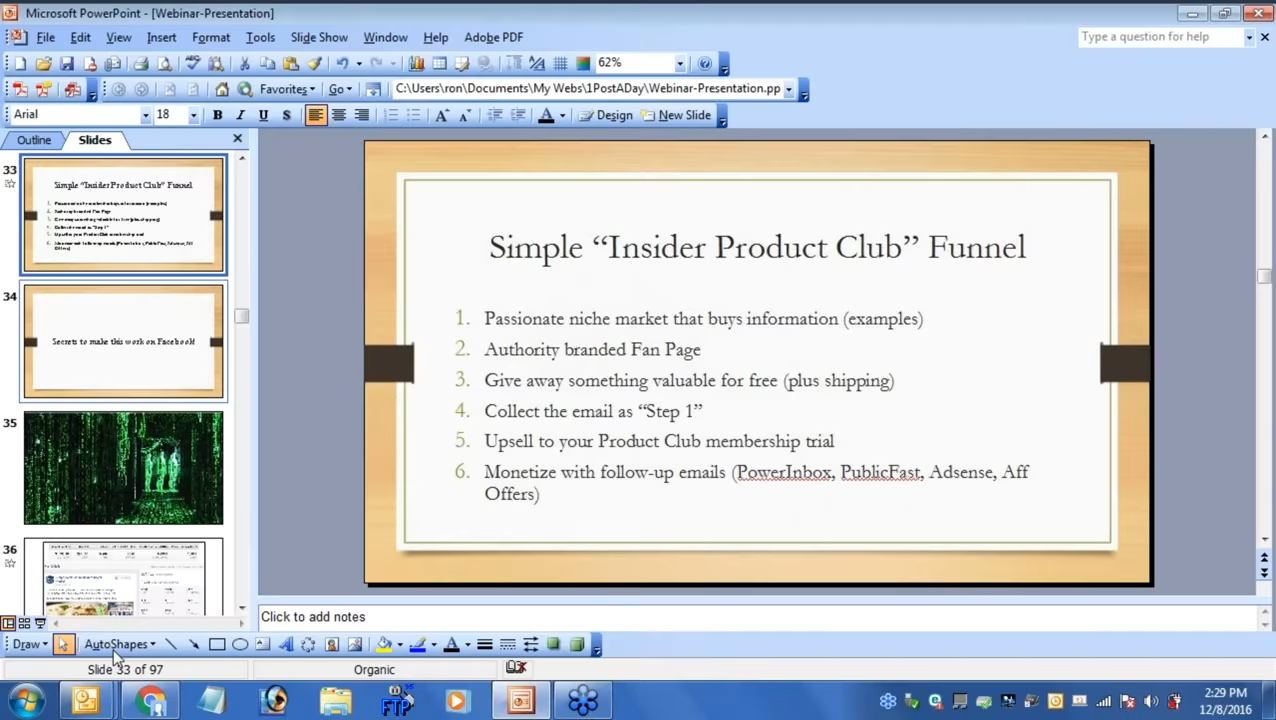 Microsoft PowerPoint - [Webinar-Presentation]
File Edit View Insert Format Tools Slide Show Window Help Adobe PDF
Type a question for help
62%
Favorites Go C:\Users\ron\Documents\My Webs\1PostADay\Webinar-Presentation.pp
Arial 18 B U S A A A Design New Slide
Outline Slides
33
Simple “Insider Product Club” Funnel
34
Secrets to make this work on Facebook!
35
36
Simple “Insider Product Club” Funnel
1. Passionate niche market that buys information (examples)
2. Authority branded Fan Page
3. Give away something valuable for free (plus shipping)
4. Collect the email as “Step 1”
5. Upsell to your Product Club membership trial
6. Monetize with follow-up emails (PowerInbox, PublicFast, Adsense, Aff
Offers)
Click to add notes
Draw AutoShapes
Slide 33 of 97 Organic
FTP
2:29 PM
12/8/2016